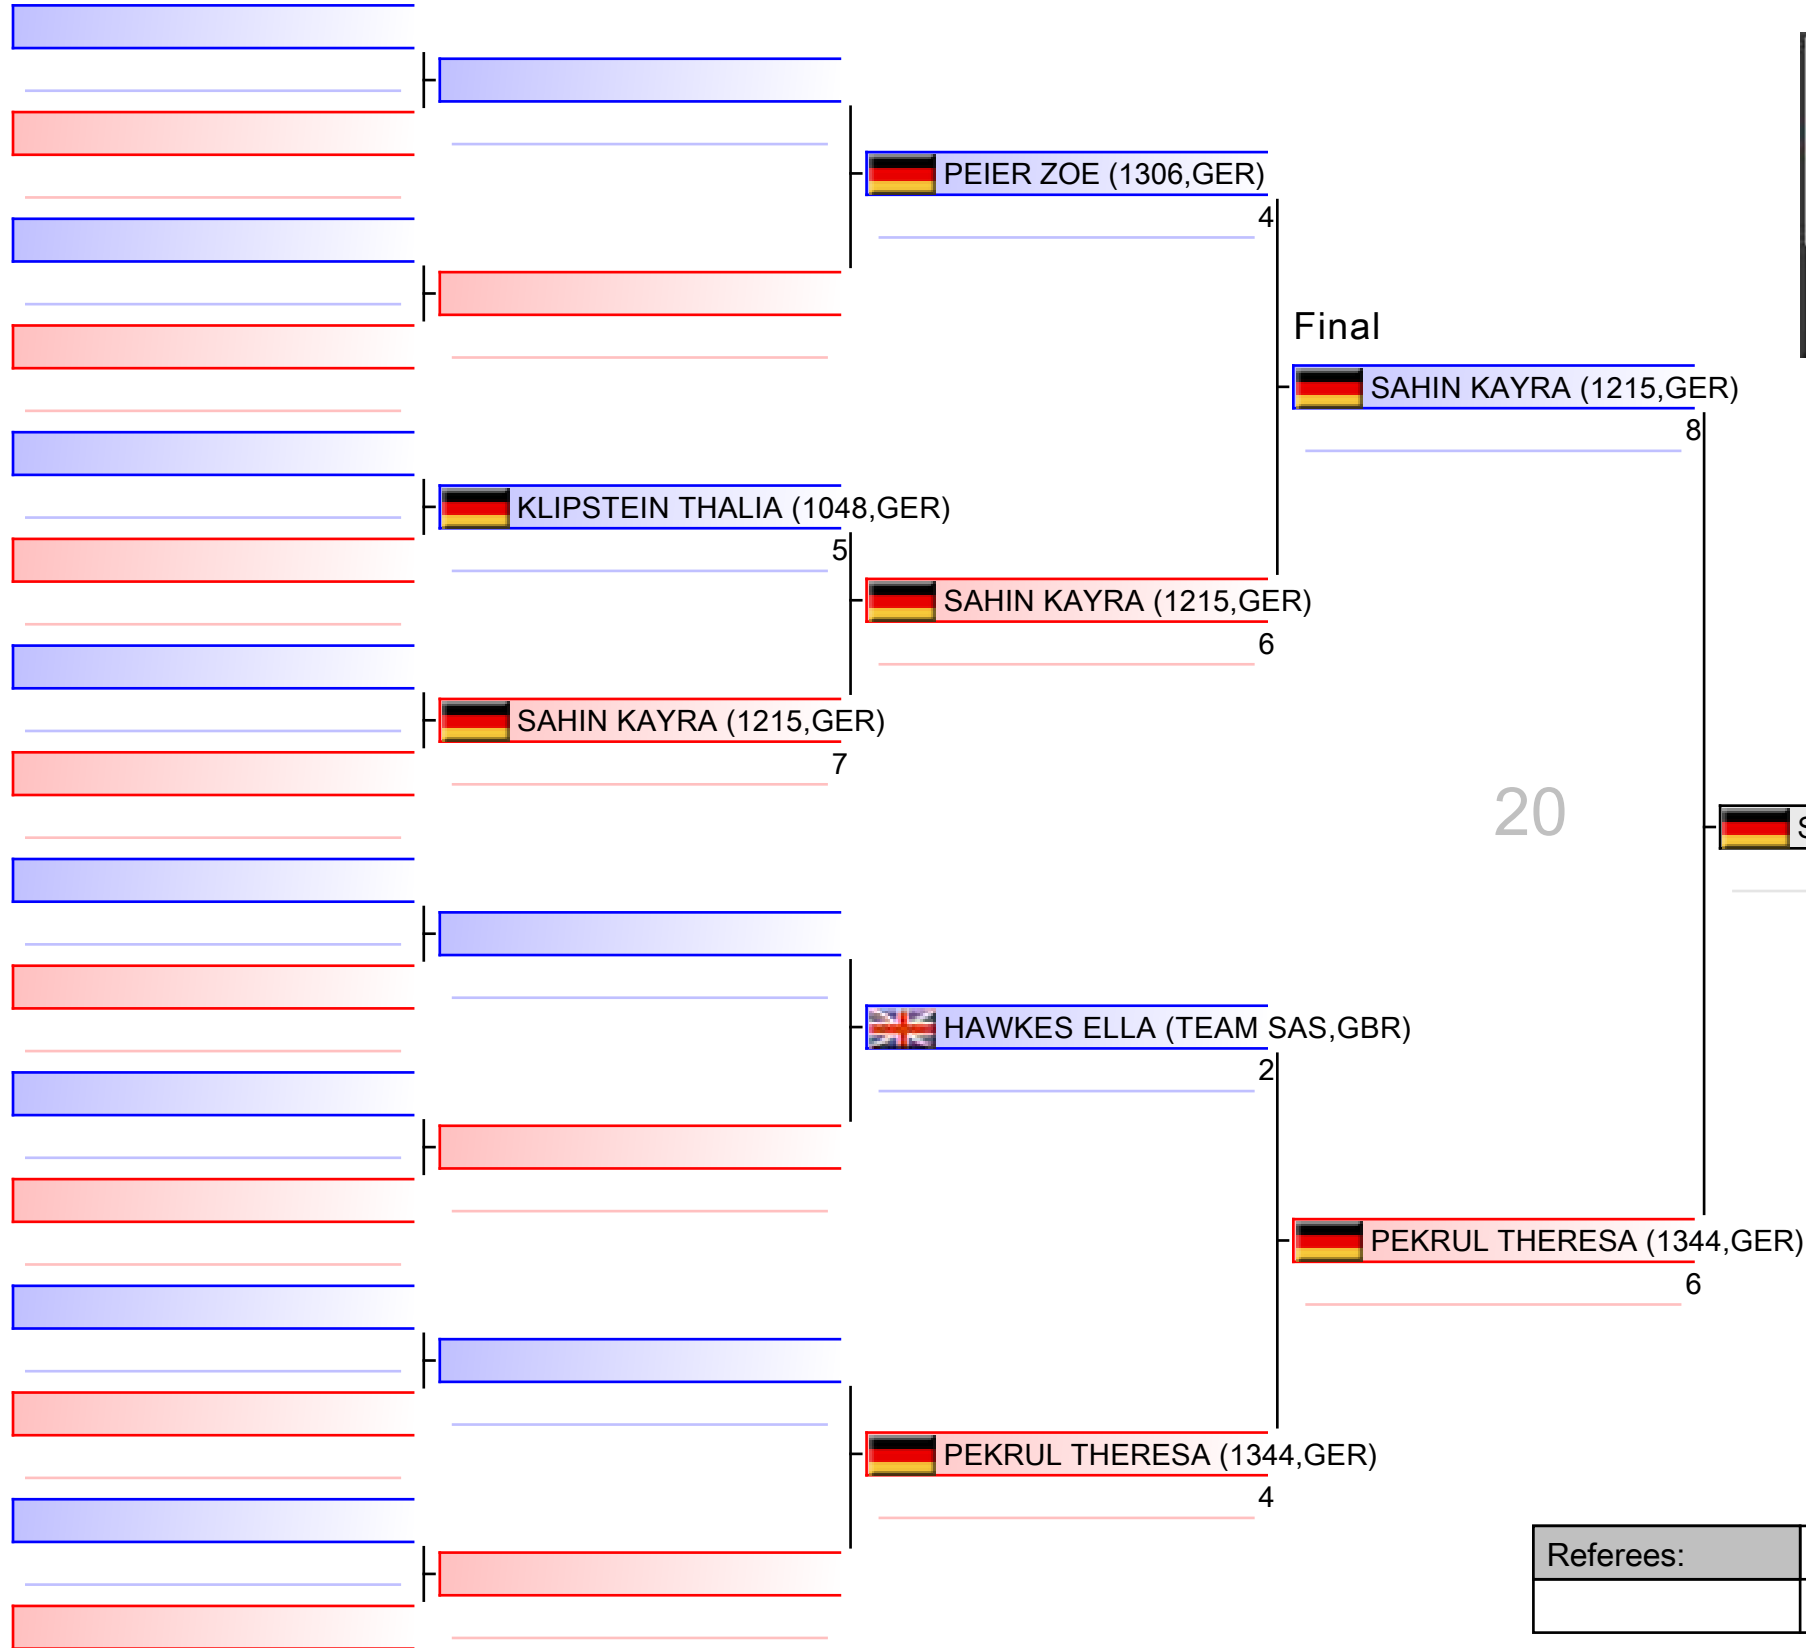 PEIER ZOE (1306,GER)
4
Final
SAHIN KAYRA (1215,GER)
8
KLIPSTEIN THALIA (1048,GER)
5
SAHIN KAYRA (1215,GER)
6
SAHIN KAYRA (1215,GER)
7
20
HAWKES ELLA (TEAM SAS,GBR)
2
PEKRUL THERESA (1344,GER)
6
PEKRUL THERESA (1344,GER)
4
Referees: